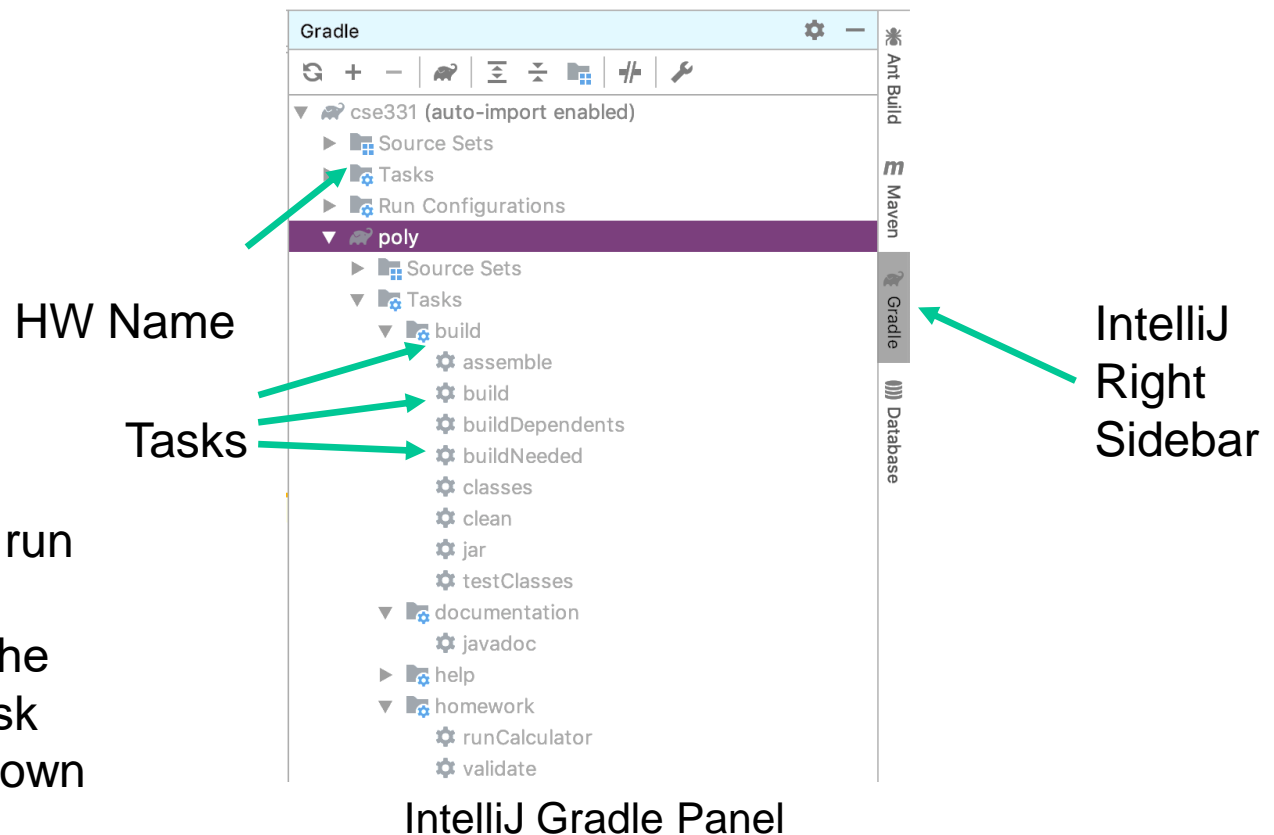 Gradle
cse331 (auto-import enabled)
Source Sets
Tasks
Run Configurations
poly
Source Sets
Tasks
build
assemble
build
buildDependents
buildNeeded
classes
clean
jar
testClasses
documentation
javadoc
help
homework
runCalculator
validate
Ant Build
m Maven
Gradle
Database
HW Name
Tasks
run
he
sk
own
IntelliJ
Right
Sidebar
IntelliJ Gradle Panel